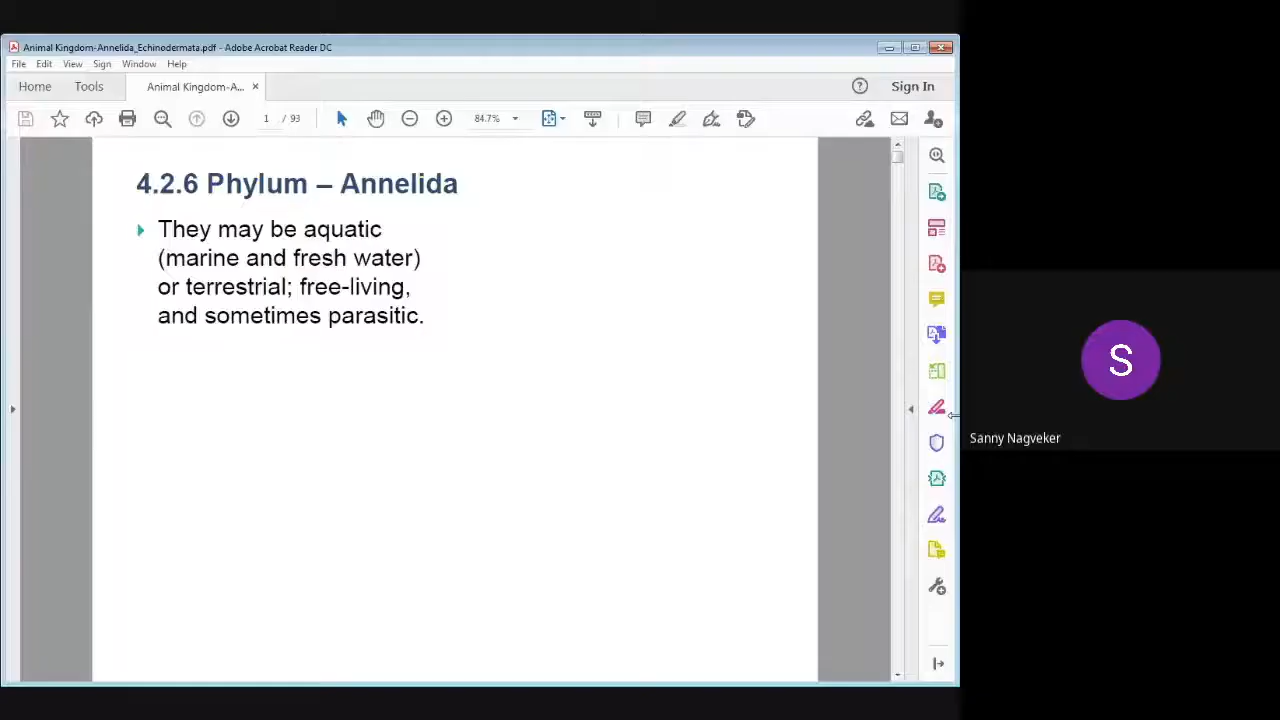 Animal Kingdom-Annelida_Echinodermata.pdf - Adobe Acrobat Reader DC
File Edit View Sign Window Help
Home Tools Animal Kingdom-A... × Sign In
1 / 93 84.7%
4.2.6 Phylum – Annelida
They may be aquatic
(marine and fresh water)
or terrestrial; free-living,
and sometimes parasitic.
S
Sanny Nagveker